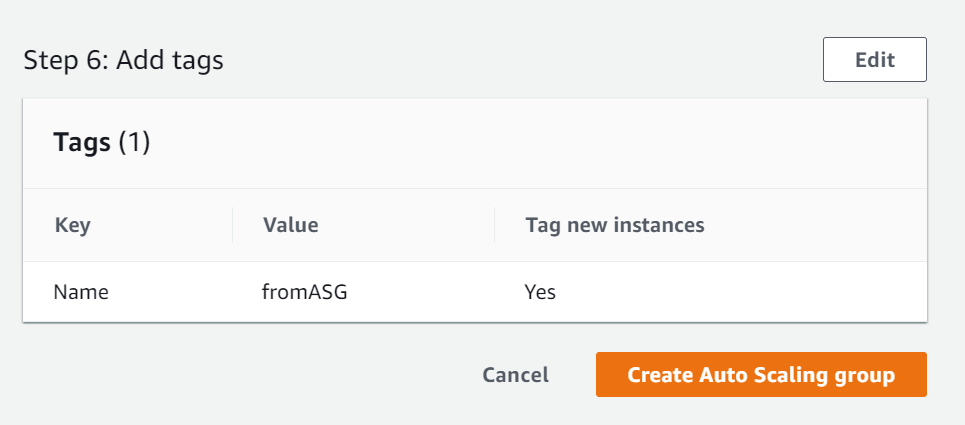 Step 6: Add tags
Edit
Tags (1)
Key Value Tag new instances
Name fromASG Yes
Cancel Create Auto Scaling group